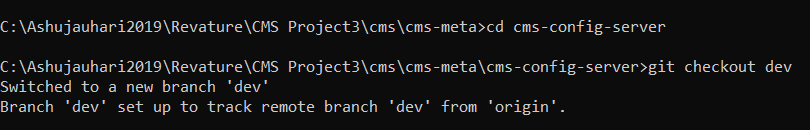 C:\Ashujauhari2019\Revature\CMS Project3\cms\cms-meta>cd cms-config-server
C:\Ashujauhari2019\Revature\CMS Project3\cms\cms-meta\cms-config-server>git checkout dev
Switched to a new branch 'dev'
Branch 'dev' set up to track remote branch 'dev' from 'origin'.